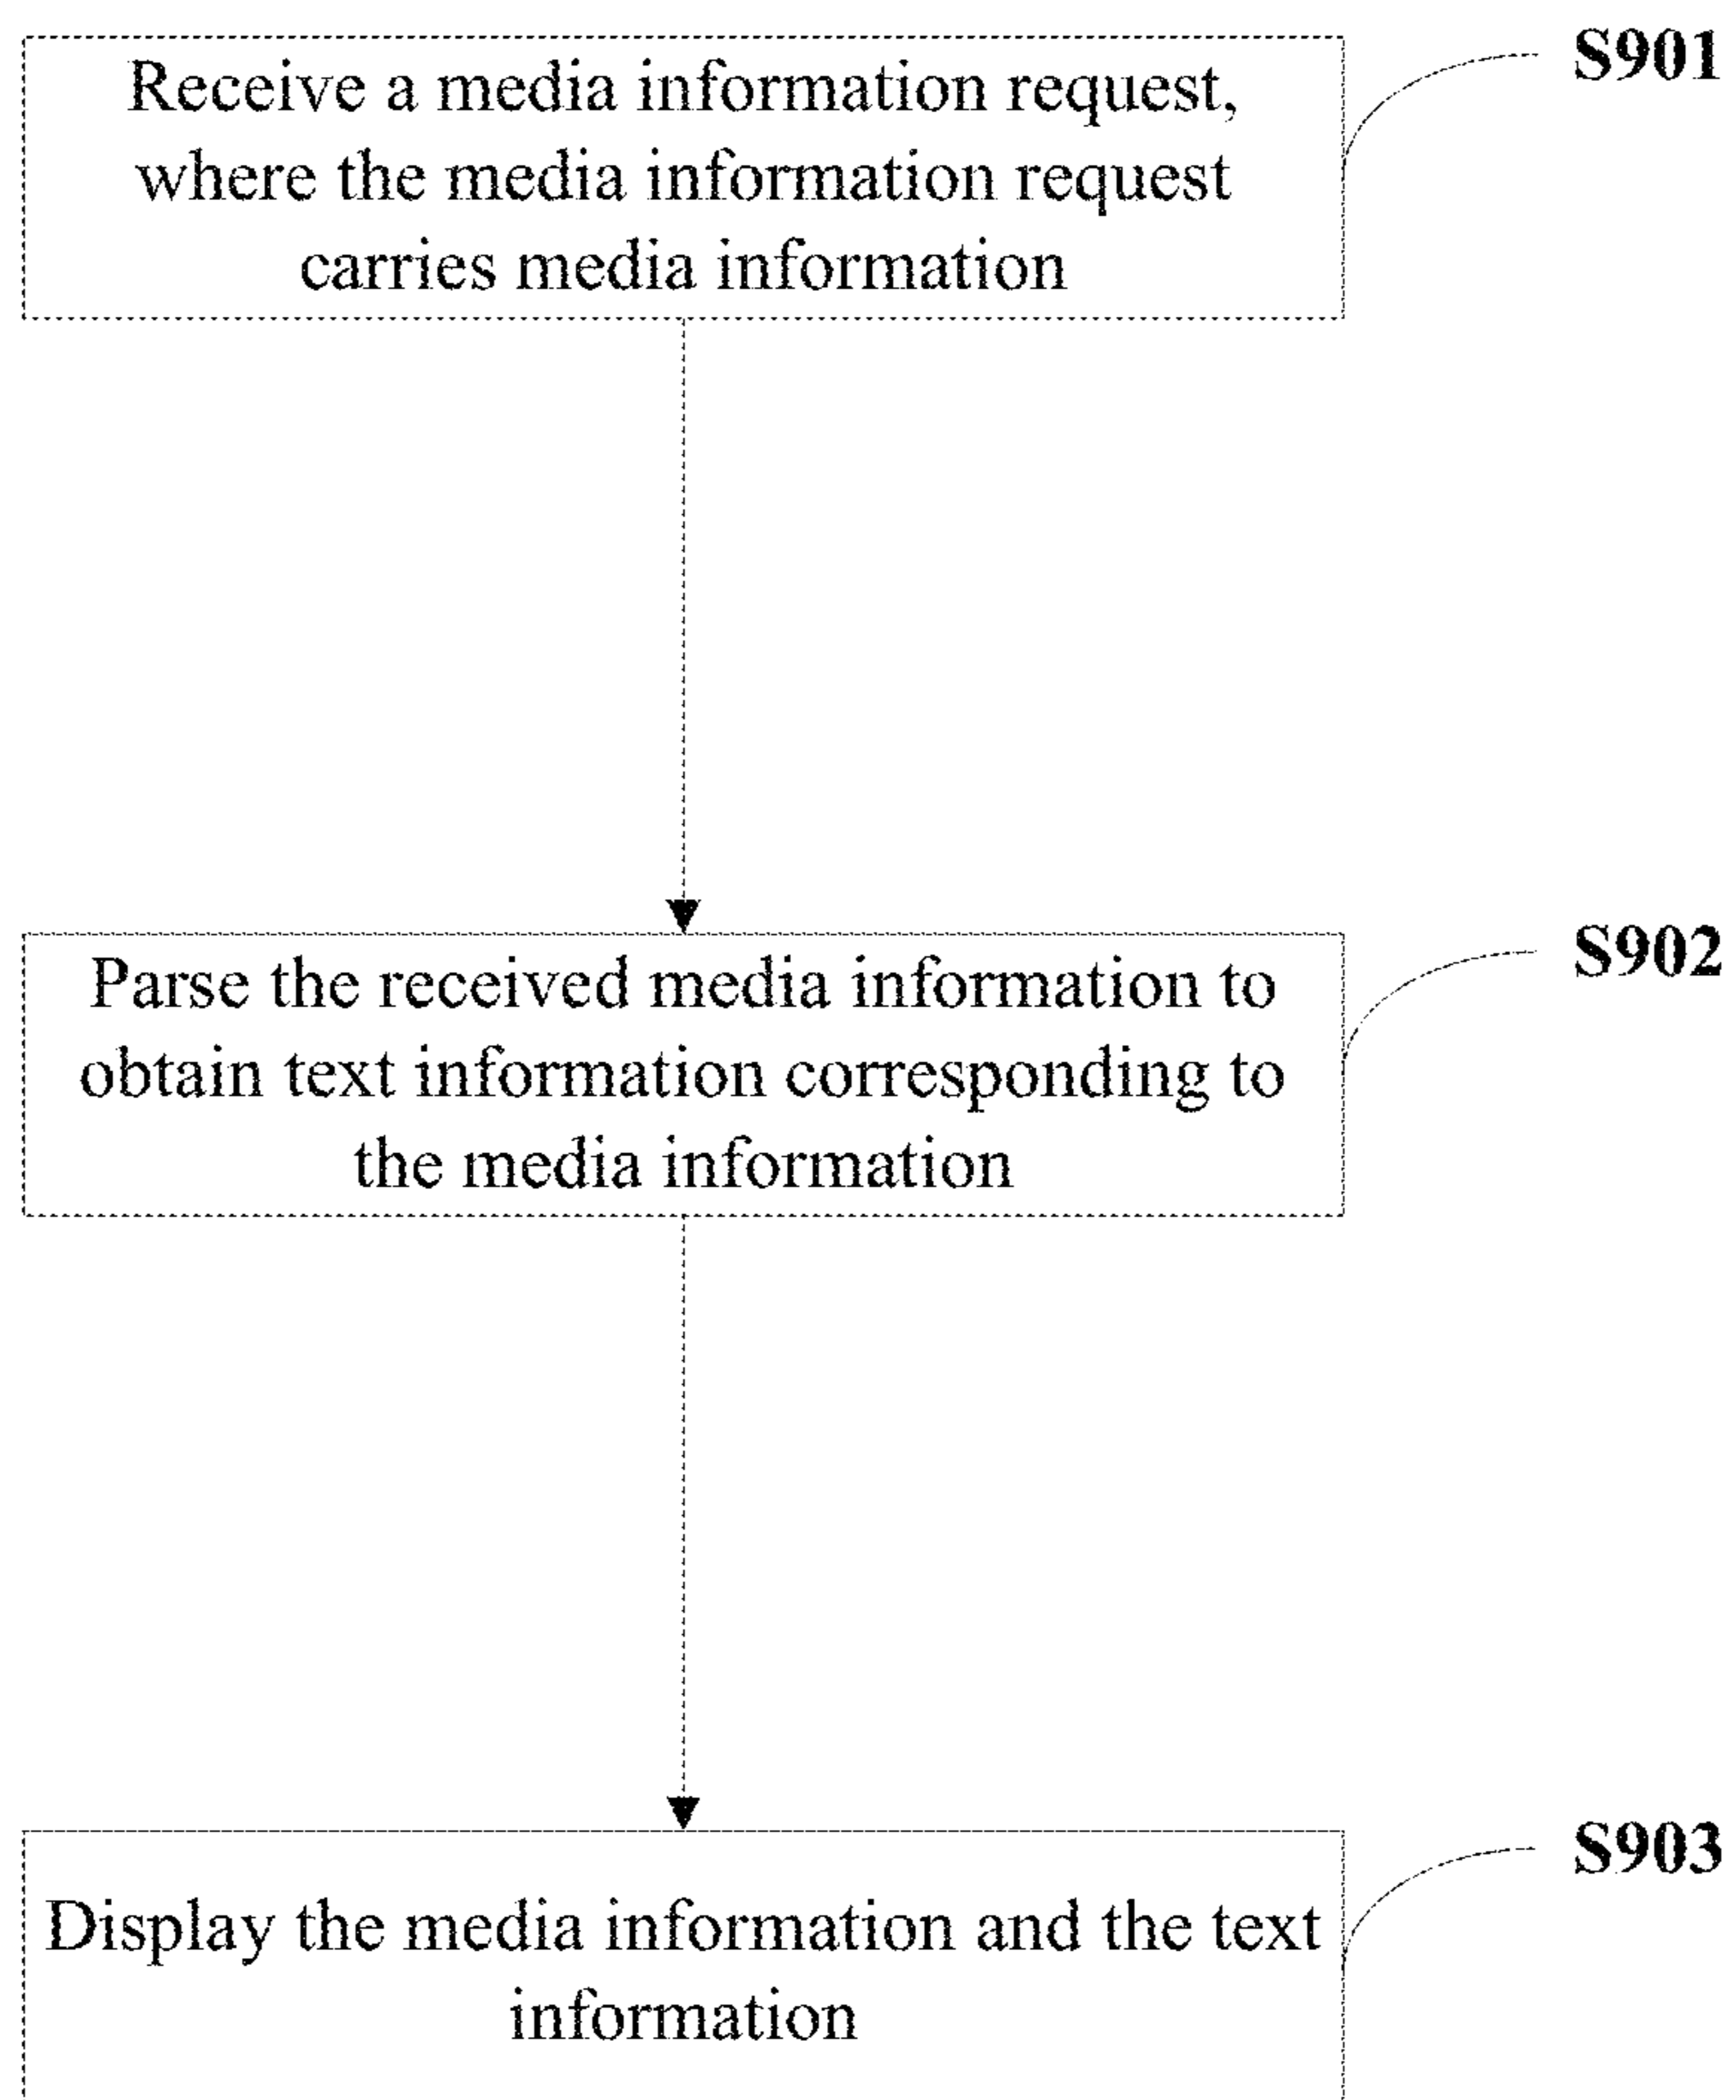 S901
Receive a media information request,
where the media information request
carries media information
S902
Parse the received media information to
obtain text information corresponding to
the media information
S903
Display the media information and the text
information